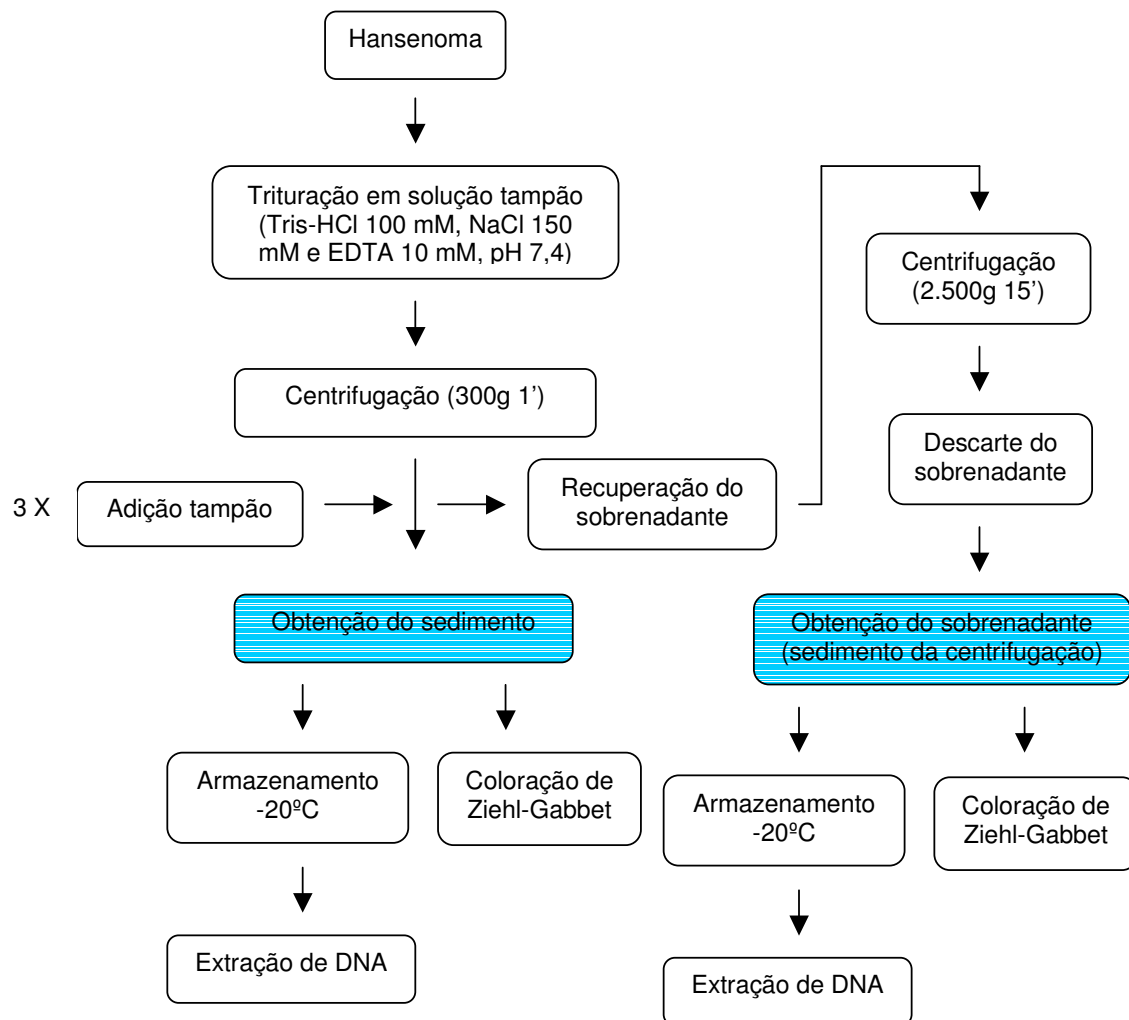 Hansenoma
Trituração em solução tampão
(Tris-HCl 100 mM, NaCl 150
mM e EDTA 10 mM, pH 7,4)
Centrifugação (300g 1’)
3 X
Adição tampão
Recuperação do
sobrenadante
Centrifugação
(2.500g 15’)
Descarte do
sobrenadante
Obtenção do sedimento
Armazenamento
-20ºC
Coloração de
Ziehl-Gabbet
Extração de DNA
Obtenção do sobrenadante
(sedimento da centrifugação)
Armazenamento
-20ºC
Coloração de
Ziehl-Gabbet
Extração de DNA